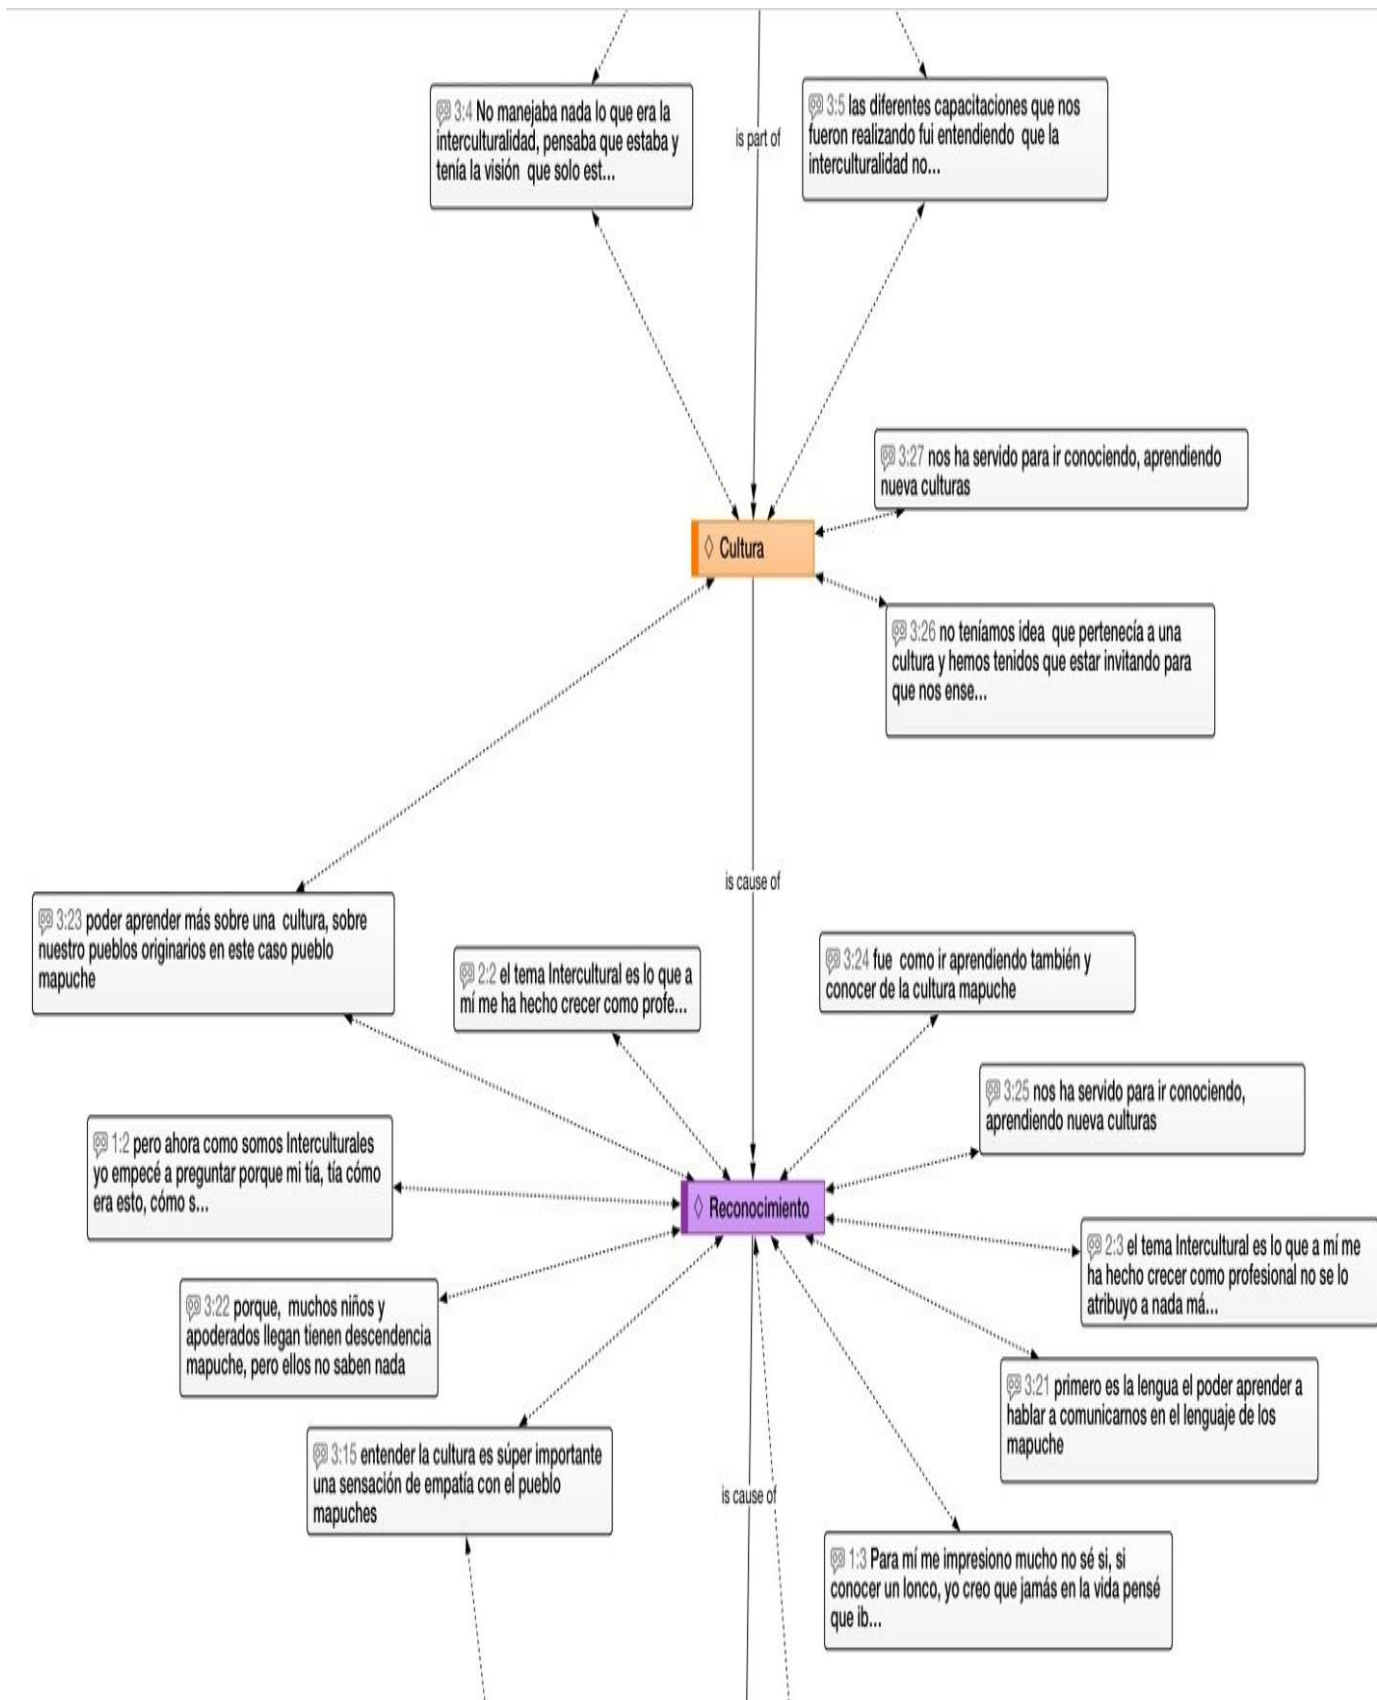 3:4 No manejaba nada lo que era la
interculturalidad, pensaba que estaba y
tenía la visión que solo est...
is part of
3:5 las diferentes capacitaciones que nos
fueron realizando fui entendiendo que la
interculturalidad no...
3:27 nos ha servido para ir conociendo, aprendiendo
nueva culturas
Cultura
3:26 no teníamos idea que pertenecía a una
cultura y hemos tenidos que estar invitando para
que nos ense...
is cause of
3:23 poder aprender más sobre una cultura, sobre
nuestro pueblos originarios en este caso pueblo
mapuche
2:2 el tema Intercultural es lo que a
mí me ha hecho crecer como profe...
3:24 fue como ir aprendiendo también y
conocer de la cultura mapuche
3:25 nos ha servido para ir conociendo,
aprendiendo nueva culturas
1:2 pero ahora como somos Interculturales
yo empecé a preguntar porque mi tía, tía cómo
era esto, cómo s...
Reconocimiento
2:3 el tema Intercultural es lo que a mí me
ha hecho crecer como profesional no se lo
atribuyo a nada má...
3:22 porque, muchos niños y
apoderados llegan tienen descendencia
mapuche, pero ellos no saben nada
3:21 primero es la lengua el poder aprender a
hablar a comunicarnos en el lenguaje de los
mapuche
3:15 entender la cultura es súper importante
una sensación de empatía con el pueblo
mapuches
is cause of
1:3 Para mí me impresiono mucho no sé si, si
conocer un lonco, yo creo que jamás en la vida pensé
que ib...